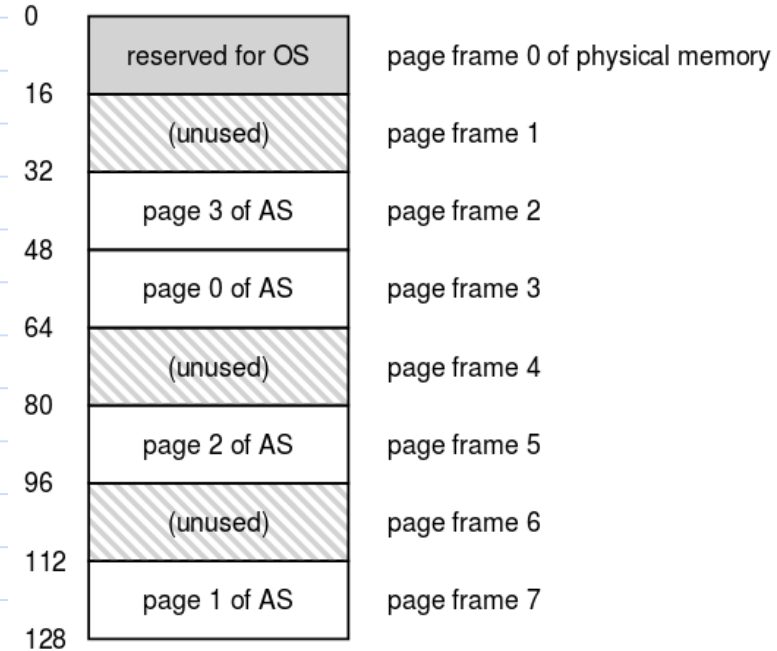 0
reserved for OS page frame 0 of physical memory
16
(unused) page frame 1
32
page 3 of AS page frame 2
48
page 0 of AS page frame 3
64
(unused) page frame 4
80
page 2 of AS page frame 5
96
(unused) page frame 6
112
page 1 of AS page frame 7
128